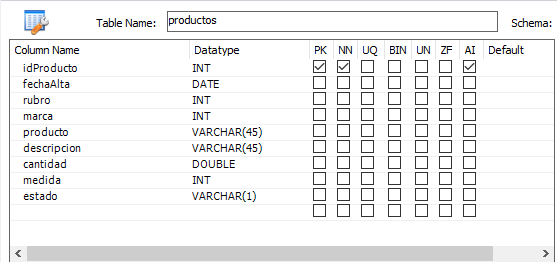 Table Name: productos Schema:
Column Name Datatype PK NN UQ BIN UN ZF AI Default
idProducto INT
fechaAlta DATE
rubro INT
marca INT
producto VARCHAR(45)
descripcion VARCHAR(45)
cantidad DOUBLE
medida INT
estado VARCHAR(1)